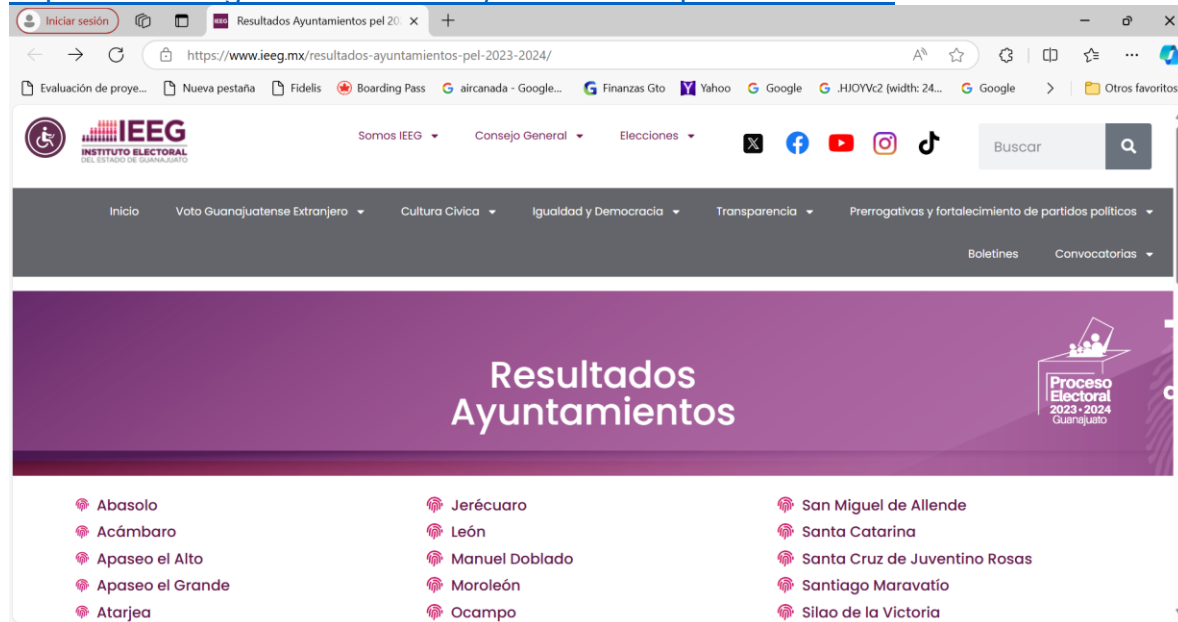 Iniciar sesión
Resultados Ayuntamientos pel 20
https://www.ieeg.mx/resultados-ayuntamientos-pel-2023-2024/
Evaluación de proye...
Nueva pestaña
Fidelis
Boarding Pass
aircanada - Google...
Finanzas Gto
Yahoo
Google
.HJOYVc2 {width: 24...
Google
Otros favoritos
IEEG
INSTITUTO ELECTORAL
DEL ESTADO DE GUANAJUATO
Somos IEEG
Consejo General
Elecciones
Buscar
Inicio
Voto Guanajuatense Extranjero
Cultura Civica
Igualdad y Democracia
Transparencia
Prerrogativas y fortalecimiento de partidos políticos
Boletines
Convocatorias
Resultados
Ayuntamientos
Proceso
Electoral
2023·2024
Guanajuato
Abasolo
Acámbaro
Apaseo el Alto
Apaseo el Grande
Atarjea
Jerécuaro
León
Manuel Doblado
Moroleón
Ocampo
San Miguel de Allende
Santa Catarina
Santa Cruz de Juventino Rosas
Santiago Maravatío
Silao de la Victoria